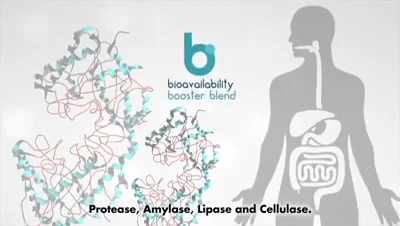 b
bioavailability
booster blend
Protease, Amylase, Lipase and Cellulase.